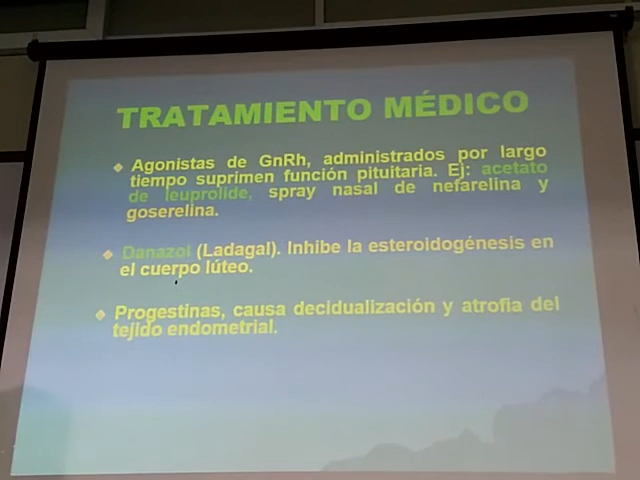 TRATAMIENTO MÉDICO
Agonistas de GnRh, administrados por largo
tiempo suprimen función pituitaria. Ej: acetato
de leuprolide, spray nasal de nefarelina y
goserelina.
Danazol (Ladagal). Inhibe la esteroidogénesis en
el cuerpo lúteo.
Progestinas, causa decidualización y atrofia del
tejido endometrial.